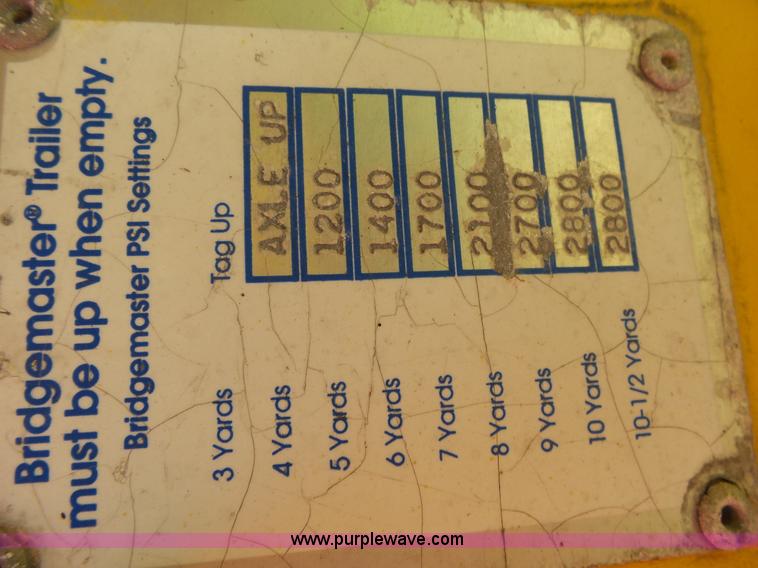 Bridgemaster® Trailer
must be up when empty.
Bridgemaster PSI Settings
3 Yards Tag Up
4 Yards AXLE UP
5 Yards 1200
6 Yards 1400
7 Yards 1700
8 Yards 2100
9 Yards 2700
10 Yards 2800
10-1/2 Yards 2800
www.purplewave.com